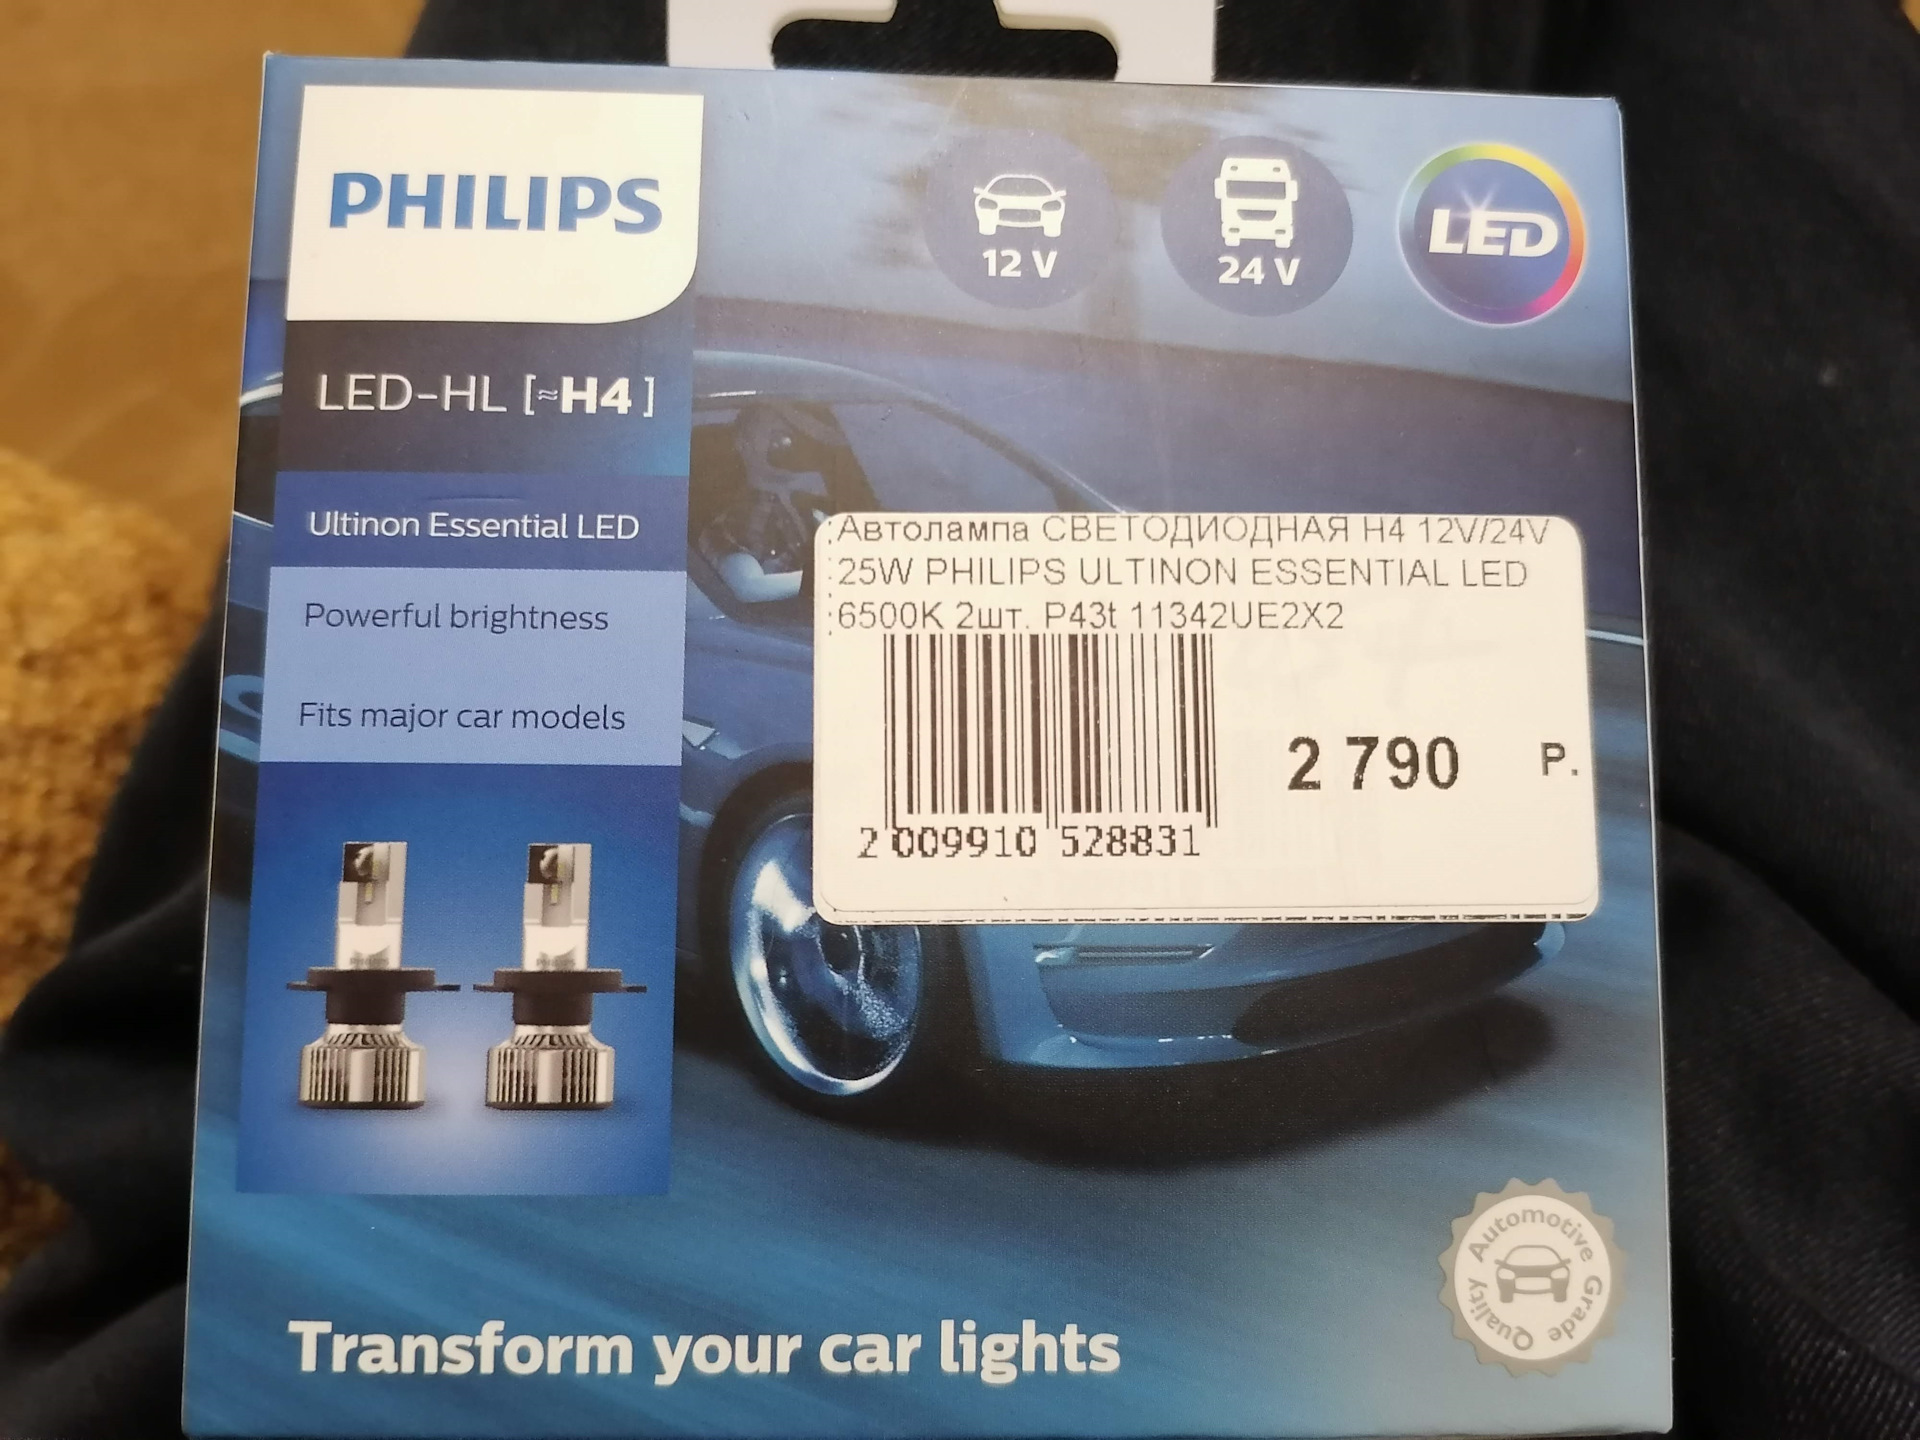 PHILIPS
12 V
24 V
LED
LED-HL [≈H4]
Ultinon Essential LED
Powerful brightness
Fits major car models
Автолампа СВЕТОДИОДНАЯ H4 12V/24V
25W PHILIPS ULTINON ESSENTIAL LED
6500K 2шт. P43t 11342UE2X2
2 790 Р.
2 009910 528831
PHILIPS
PHILIPS
Transform your car lights
Automotive Grade Quality